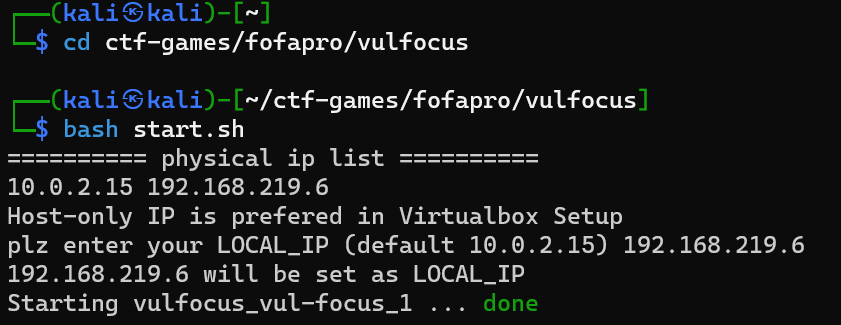 (kali㉿kali)-[~]
$ cd ctf-games/fofapro/vulfocus
(kali㉿kali)-[~/ctf-games/fofapro/vulfocus]
$ bash start.sh
========== physical ip list ==========
10.0.2.15 192.168.219.6
Host-only IP is prefered in Virtualbox Setup
plz enter your LOCAL_IP (default 10.0.2.15) 192.168.219.6
192.168.219.6 will be set as LOCAL_IP
Starting vulfocus_vul-focus_1 ... done